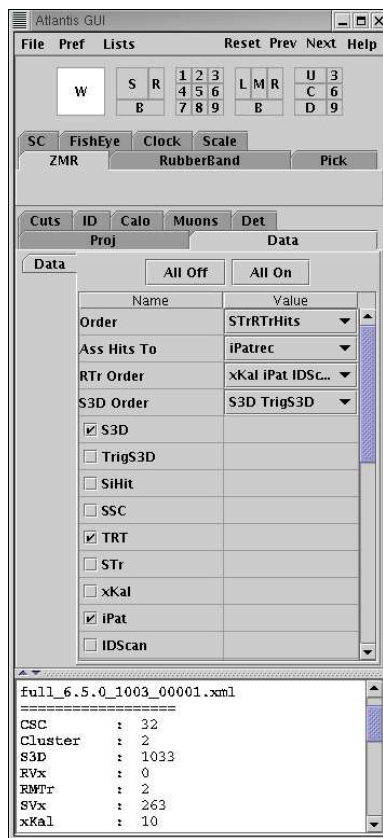 Atlantis GUI
File Pref Lists Reset Prev Next Help
W S R B 1 2 3 4 5 6 7 8 9 L M R B U 3 C 6 D 9
SC FishEye Clock Scale
ZMR RubberBand Pick
Cuts ID Calo Muons Det
Proj Data
Data
All Off All On
Name Value
Order STrRTrHits
Ass Hits To iPatrec
RTr Order xKal iPat IDSc...
S3D Order S3D TrigS3D
S3D
TrigS3D
SiHit
SSC
TRT
STr
xKal
iPat
IDScan
full_6.5.0_1003_00001.xml
===================
CSC : 32
Cluster : 2
S3D : 1033
RVx : 0
RMTr : 2
SVx : 263
xKal : 10